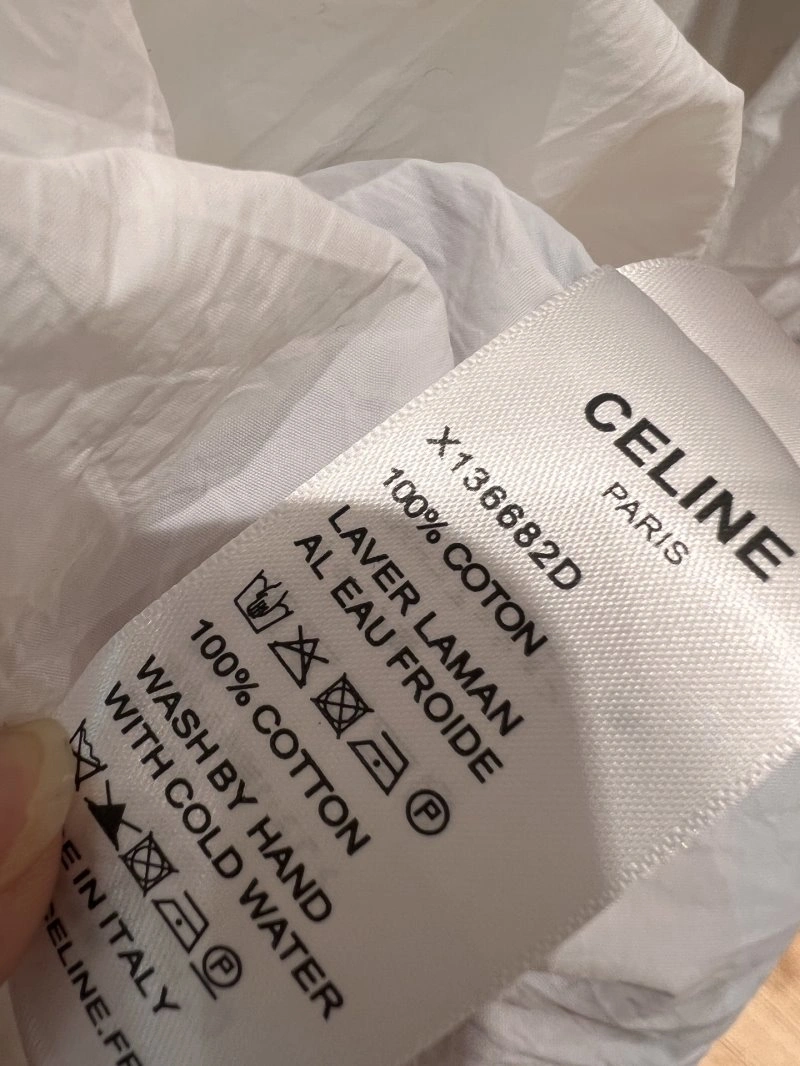 CELINE
PARIS
X136682D
100% COTON
LAVER LAMAN
AL EAU FROIDE
P
100% COTTON
WASH BY HAND
WITH COLD WATER
P
E IN ITALY
CELINE.FR